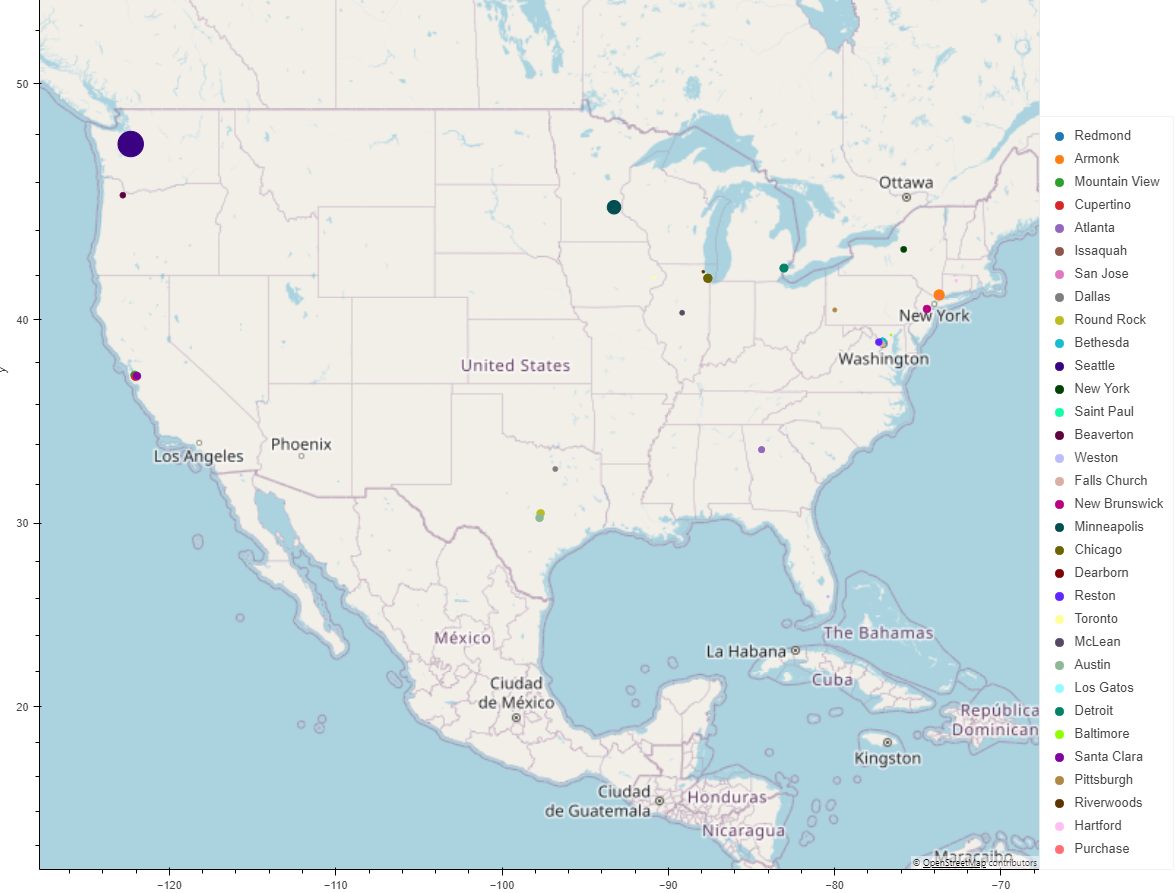 50
40
30
20
y
−120
−110
−100
−90
−80
−70
Ottawa
New York
Washington
United States
Los Angeles
Phoenix
México
Ciudad
de México
La Habana
The Bahamas
Cuba
República
Dominican
Kingston
Ciudad
de Guatemala
Honduras
Nicaragua
Maracaibo
© OpenStreetMap contributors
Redmond
Armonk
Mountain View
Cupertino
Atlanta
Issaquah
San Jose
Dallas
Round Rock
Bethesda
Seattle
New York
Saint Paul
Beaverton
Weston
Falls Church
New Brunswick
Minneapolis
Chicago
Dearborn
Reston
Toronto
McLean
Austin
Los Gatos
Detroit
Baltimore
Santa Clara
Pittsburgh
Riverwoods
Hartford
Purchase